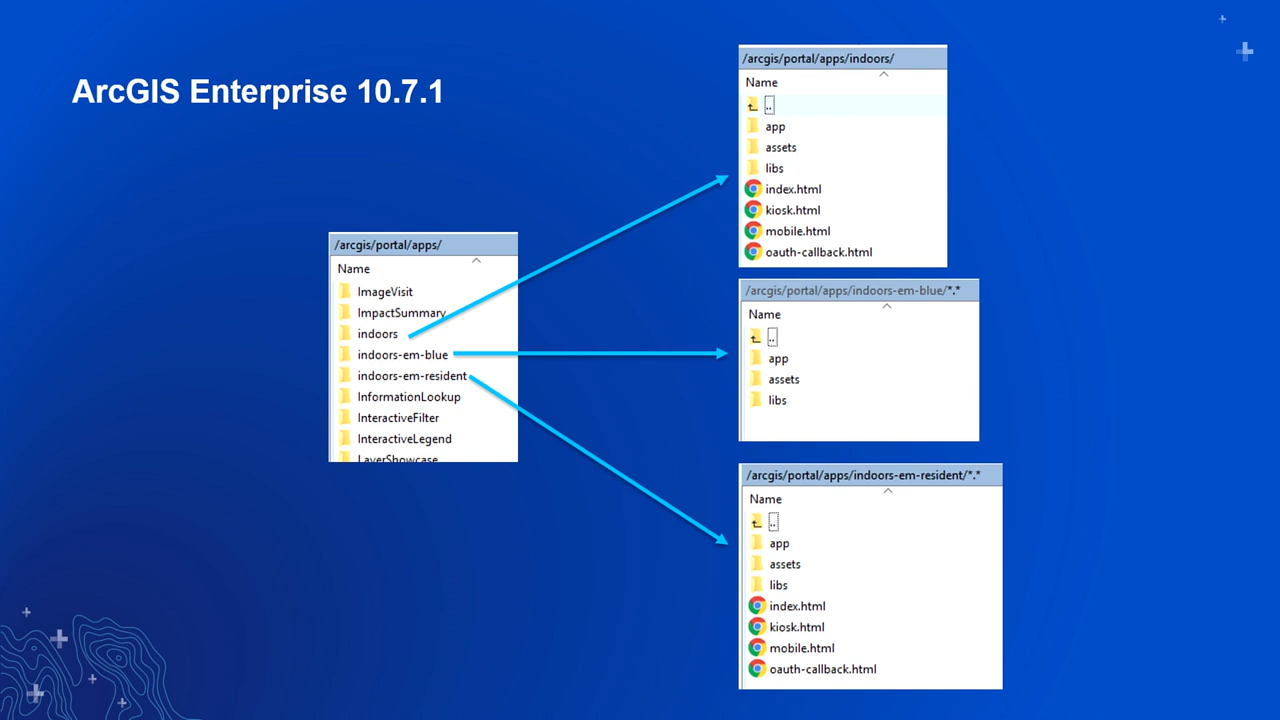 ArcGIS Enterprise 10.7.1
/arcgis/portal/apps/
Name
ImageVisit
ImpactSummary
indoors
indoors-em-blue
indoors-em-resident
InformationLookup
InteractiveFilter
InteractiveLegend
LayerShowcase
/arcgis/portal/apps/indoors/
Name
..
app
assets
libs
index.html
kiosk.html
mobile.html
oauth-callback.html
/arcgis/portal/apps/indoors-em-blue/*.*
Name
..
app
assets
libs
/arcgis/portal/apps/indoors-em-resident/*.*
Name
..
app
assets
libs
index.html
kiosk.html
mobile.html
oauth-callback.html